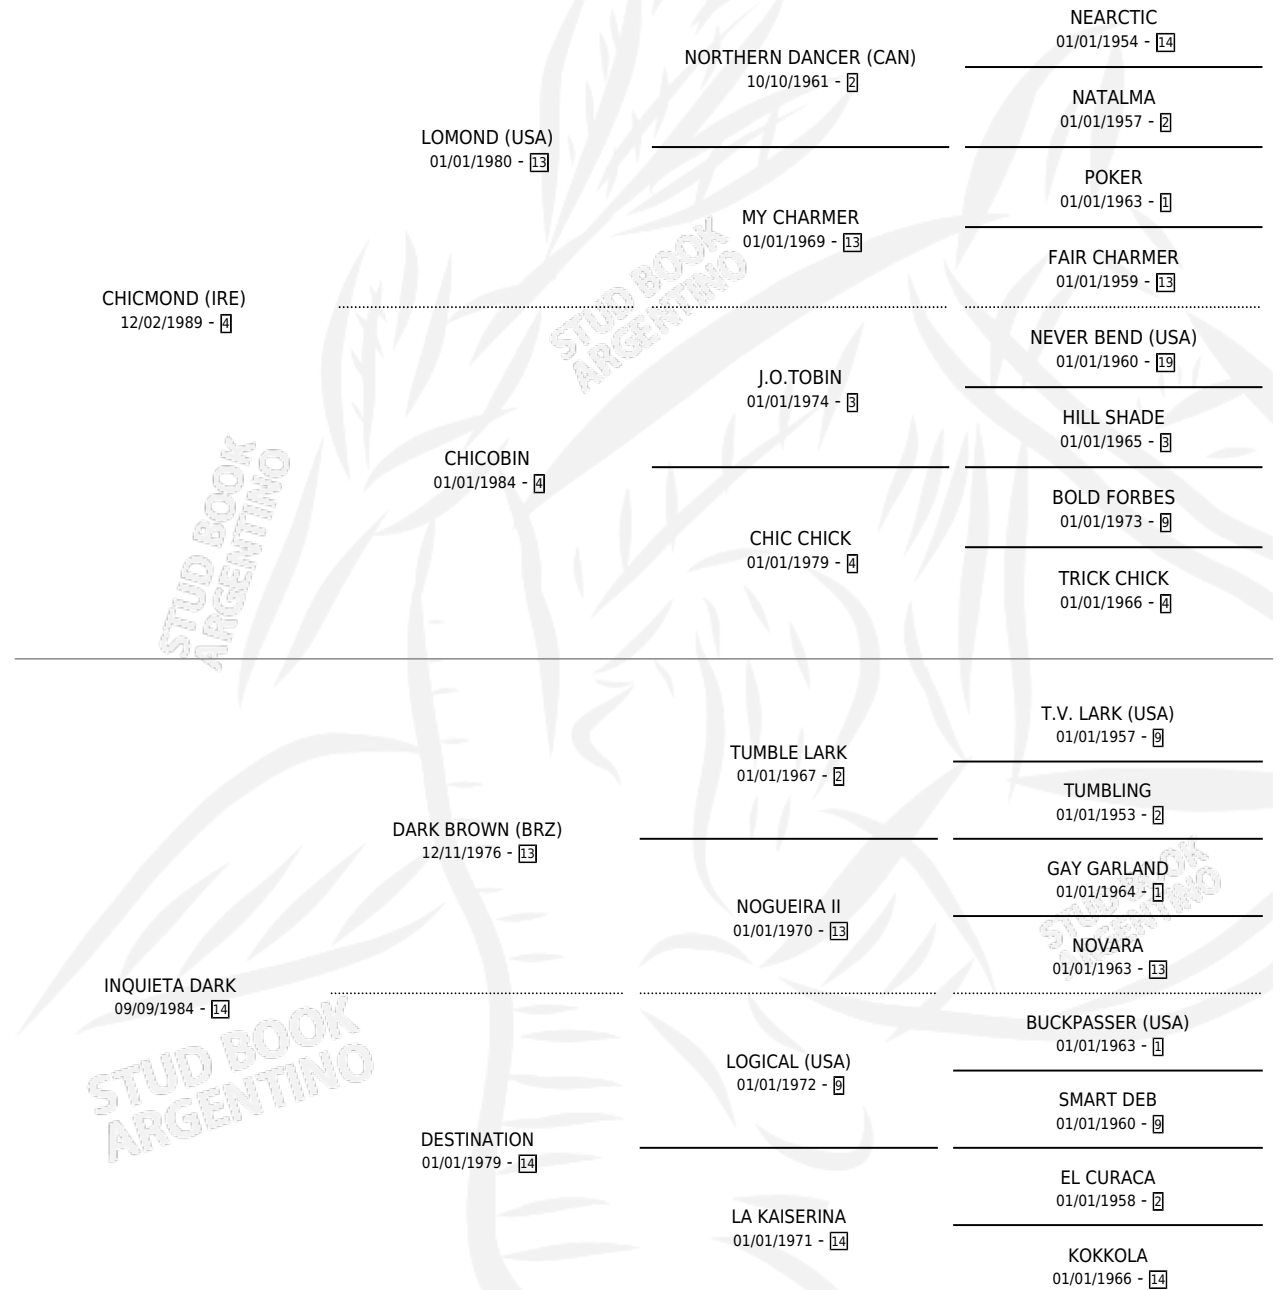 NEARCTIC
01/01/1954 - 14
NORTHERN DANCER (CAN)
10/10/1961 - 2
NATALMA
01/01/1957 - 2
LOMOND (USA)
01/01/1980 - 13
POKER
01/01/1963 - 1
MY CHARMER
01/01/1969 - 13
FAIR CHARMER
01/01/1959 - 13
CHICMOND (IRE)
12/02/1989 - 4
STUD BOOK
ARGENTINO
NEVER BEND (USA)
01/01/1960 - 19
J.O.TOBIN
01/01/1974 - 3
HILL SHADE
01/01/1965 - 3
CHICOBIN
01/01/1984 - 4
BOLD FORBES
01/01/1973 - 9
CHIC CHICK
01/01/1979 - 4
TRICK CHICK
01/01/1966 - 4
STUD BOOK
ARGENTINO
T.V. LARK (USA)
01/01/1957 - 9
TUMBLE LARK
01/01/1967 - 2
TUMBLING
01/01/1953 - 2
DARK BROWN (BRZ)
12/11/1976 - 13
GAY GARLAND
01/01/1964 - 1
NOGUEIRA II
01/01/1970 - 13
STUD BOOK
ARGENTINO
NOVARA
01/01/1963 - 13
INQUIETA DARK
09/09/1984 - 14
BUCKPASSER (USA)
01/01/1963 - 1
LOGICAL (USA)
01/01/1972 - 9
SMART DEB
01/01/1960 - 9
STUD BOOK
ARGENTINO
DESTINATION
01/01/1979 - 14
EL CURACA
01/01/1958 - 2
LA KAISERINA
01/01/1971 - 14
KOKKOLA
01/01/1966 - 14